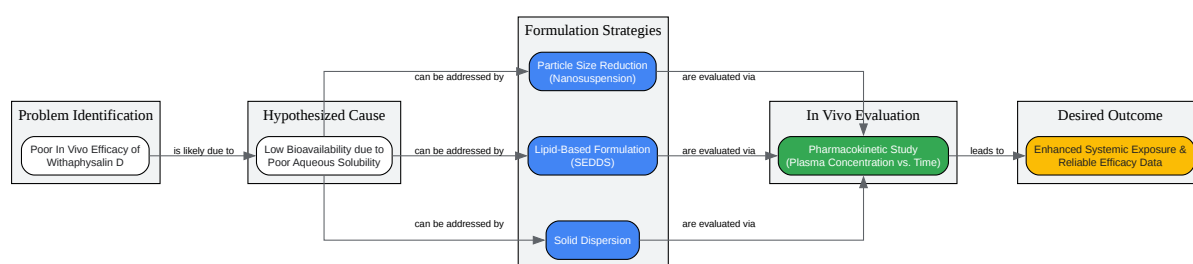 Formulation Strategies
Particle Size Reduction
(Nanosuspension)
can be addressed by
are evaluated via
Problem Identification
Hypothesized Cause
In Vivo Evaluation
Desired Outcome
Poor In Vivo Efficacy of
Withaphysalin D
is likely due to
Low Bioavailability due to
Poor Aqueous Solubility
can be addressed by
Lipid-Based Formulation
(SEDDS)
are evaluated via
Pharmacokinetic Study
(Plasma Concentration vs. Time)
leads to
Enhanced Systemic Exposure &
Reliable Efficacy Data
can be addressed by
Solid Dispersion
are evaluated via